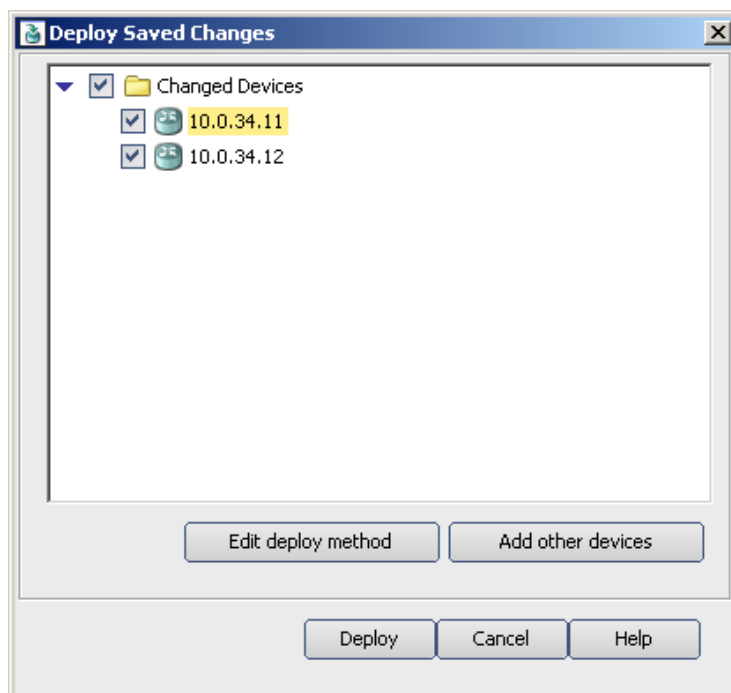 Deploy Saved Changes
Changed Devices
10.0.34.11
10.0.34.12
Edit deploy method Add other devices
Deploy Cancel Help